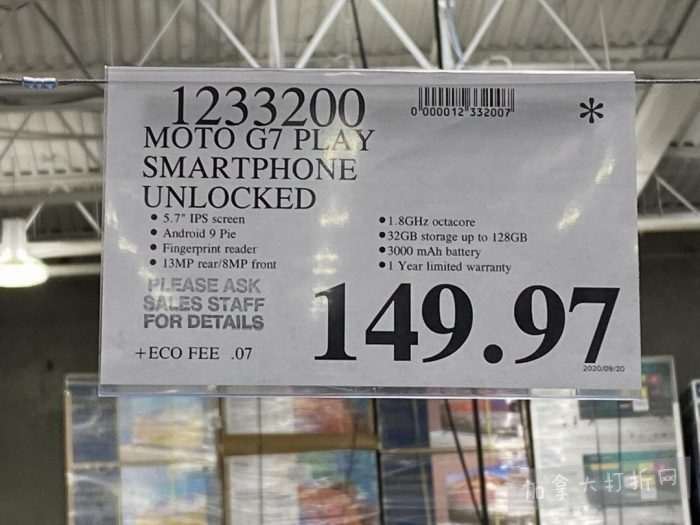 1233200
0 000012 332007
*
MOTO G7 PLAY
SMARTPHONE
UNLOCKED
• 5.7" IPS screen
• Android 9 Pie
• Fingerprint reader
• 13MP rear/8MP front
• 1.8GHz octacore
• 32GB storage up to 128GB
• 3000 mAh battery
• 1 Year limited warranty
PLEASE ASK
SALES STAFF
FOR DETAILS
+ECO FEE .07
149.97
2020/09/20
加拿大打折网